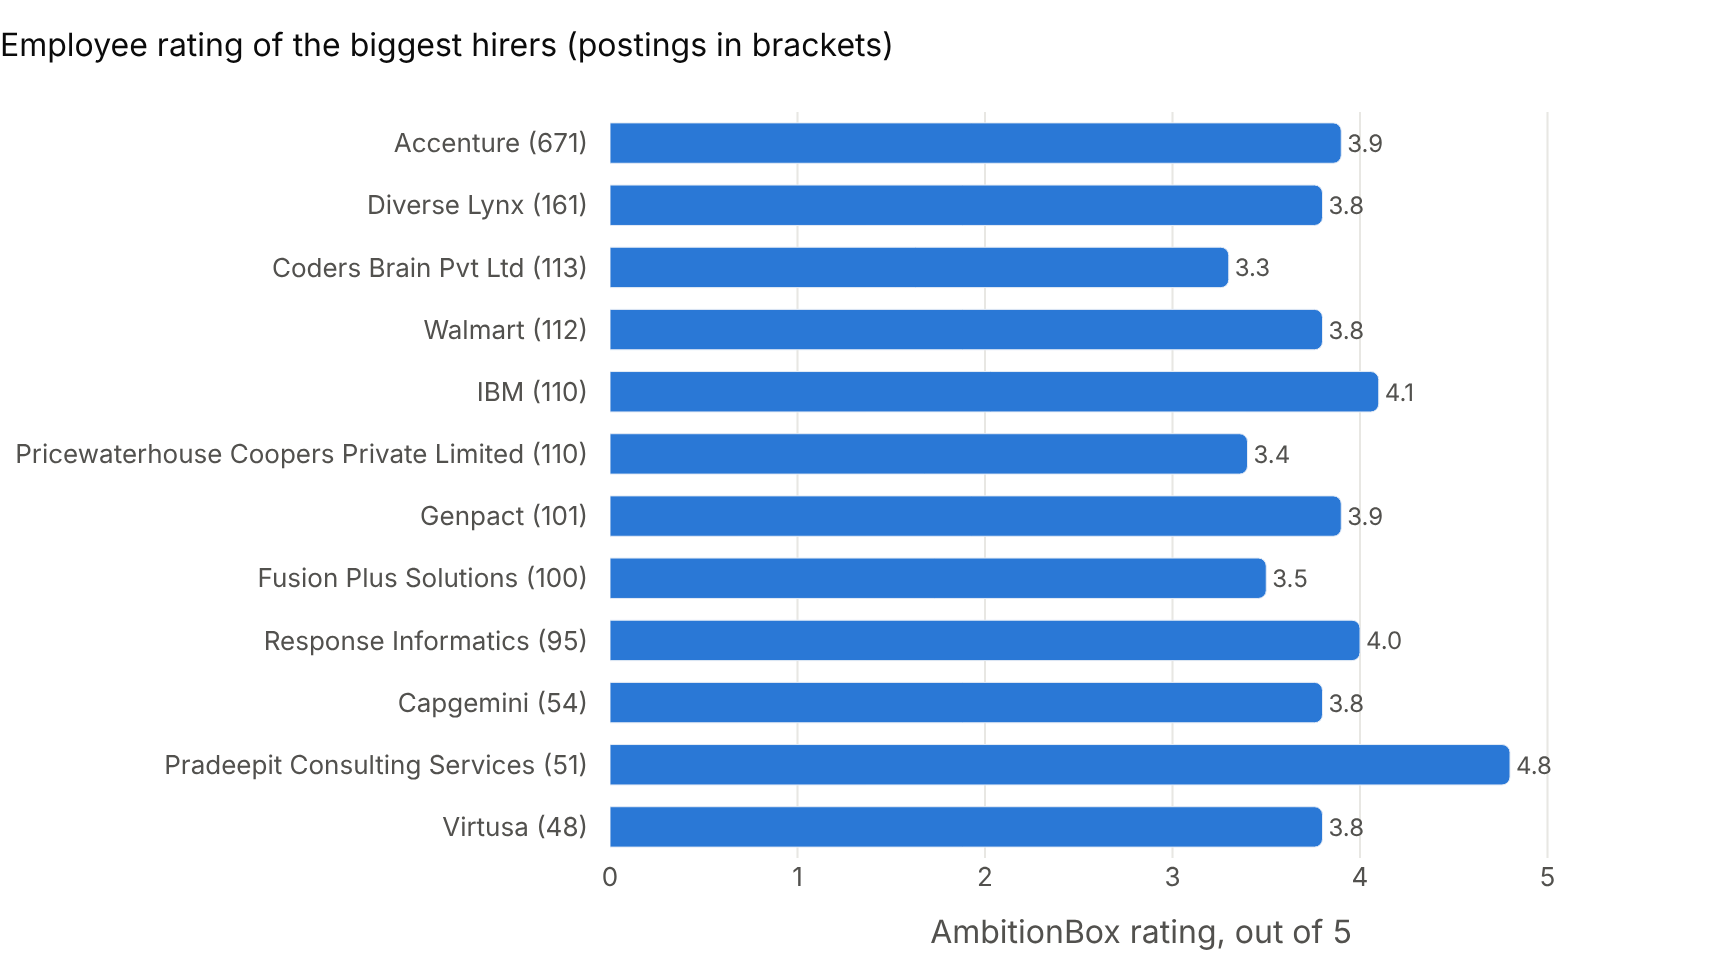 Employee rating of the biggest hirers (postings in brackets)
Accenture (671) 3.9
Diverse Lynx (161) 3.8
Coders Brain Pvt Ltd (113) 3.3
Walmart (112) 3.8
IBM (110) 4.1
Pricewaterhouse Coopers Private Limited (110) 3.4
Genpact (101) 3.9
Fusion Plus Solutions (100) 3.5
Response Informatics (95) 4.0
Capgemini (54) 3.8
Pradeepit Consulting Services (51) 4.8
Virtusa (48) 3.8
0 1 2 3 4 5
AmbitionBox rating, out of 5